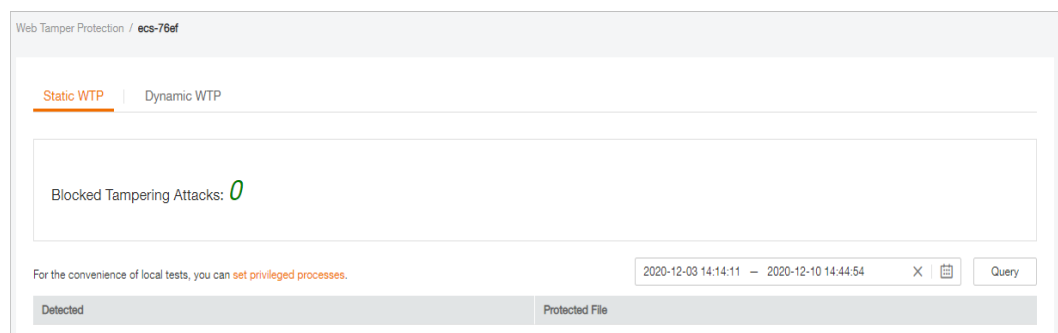 Web Tamper Protection / ecs-76ef
Static WTP Dynamic WTP
Blocked Tampering Attacks: 0
For the convenience of local tests, you can set privileged processes. 2020-12-03 14:14:11 — 2020-12-10 14:44:54 Query
Detected Protected File